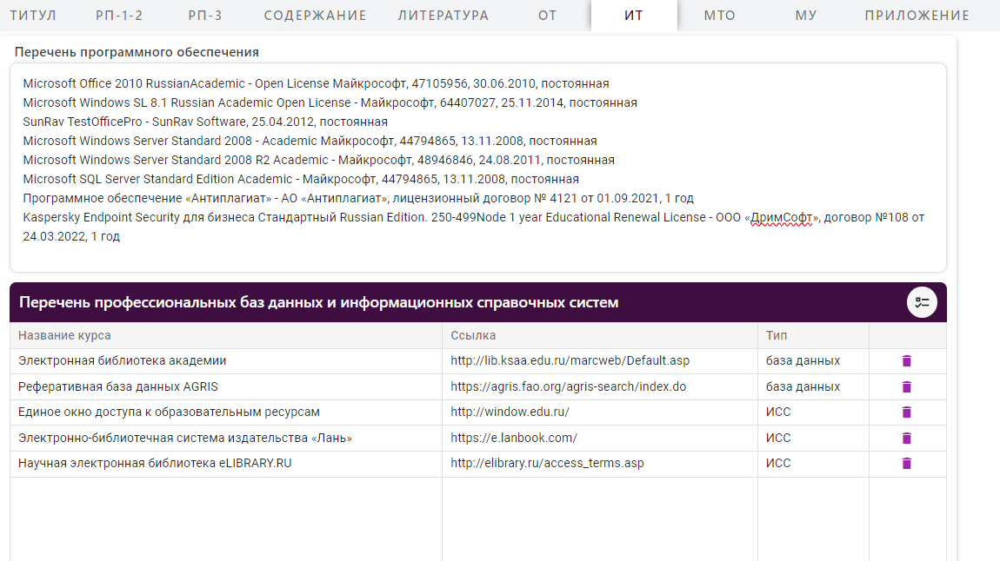 ТИТУЛ РП-1-2 РП-3 СОДЕРЖАНИЕ ЛИТЕРАТУРА ОТ ИТ МТО МУ ПРИЛОЖЕНИЕ
Перечень программного обеспечения
Microsoft Office 2010 RussianAcademic - Open License Майкрософт, 47105956, 30.06.2010, постоянная
Microsoft Windows SL 8.1 Russian Academic Open License - Майкрософт, 64407027, 25.11.2014, постоянная
SunRav TestOfficePro - SunRav Software, 25.04.2012, постоянная
Microsoft Windows Server Standard 2008 - Academic Майкрософт, 44794865, 13.11.2008, постоянная
Microsoft Windows Server Standard 2008 R2 Academic - Майкрософт, 48946846, 24.08.2011, постоянная
Microsoft SQL Server Standard Edition Academic - Майкрософт, 44794865, 13.11.2008, постоянная
Программное обеспечение «Антиплагиат» - АО «Антиплагиат», лицензионный договор № 4121 от 01.09.2021, 1 год
Kaspersky Endpoint Security для бизнеса Стандартный Russian Edition. 250-499Node 1 year Educational Renewal License - ООО «ДримСофт», договор №108 от
24.03.2022, 1 год
Перечень профессиональных баз данных и информационных справочных систем
Название курса Ссылка Тип
Электронная библиотека академии http://lib.ksaa.edu.ru/marcweb/Default.asp база данных
Реферативная база данных AGRIS https://agris.fao.org/agris-search/index.do база данных
Единое окно доступа к образовательным ресурсам http://window.edu.ru/ ИСС
Электронно-библиотечная система издательства «Лань» https://e.lanbook.com/ ИСС
Научная электронная библиотека eLIBRARY.RU http://elibrary.ru/access_terms.asp ИСС